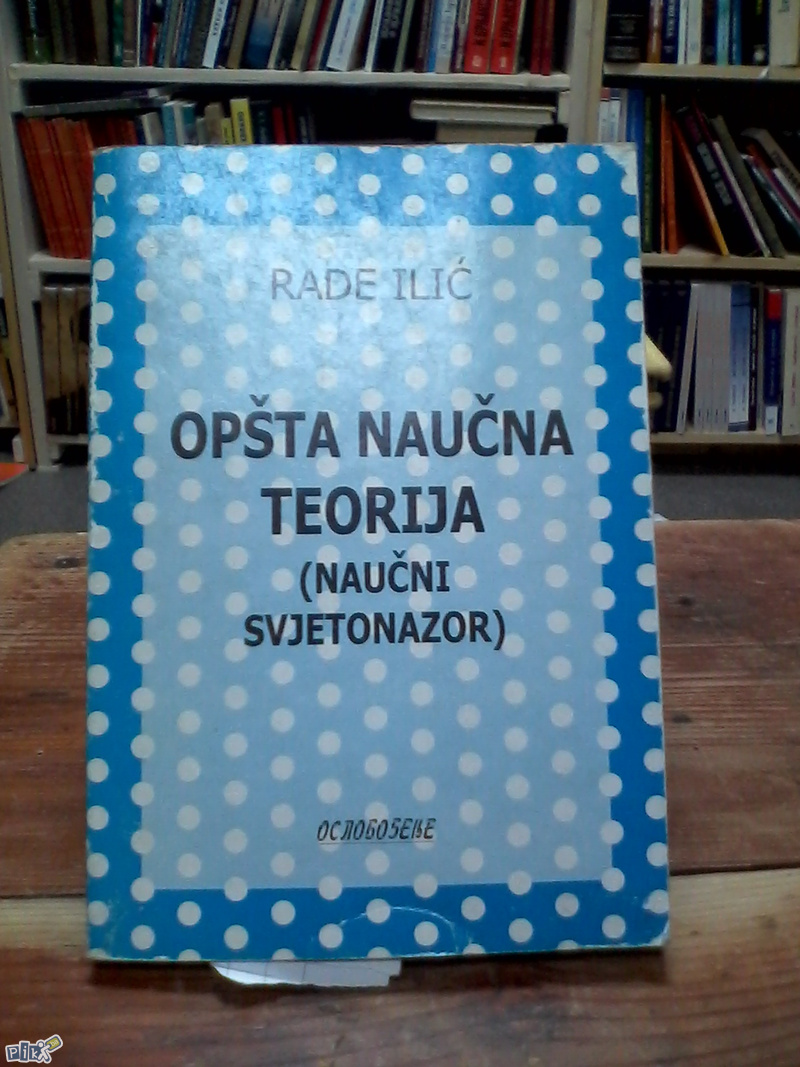 RADE ILIĆ
OPŠTA NAUČNA
TEORIJA
(NAUČNI
SVJETONAZOR)
ОСЛОБОЂЕЊЕ